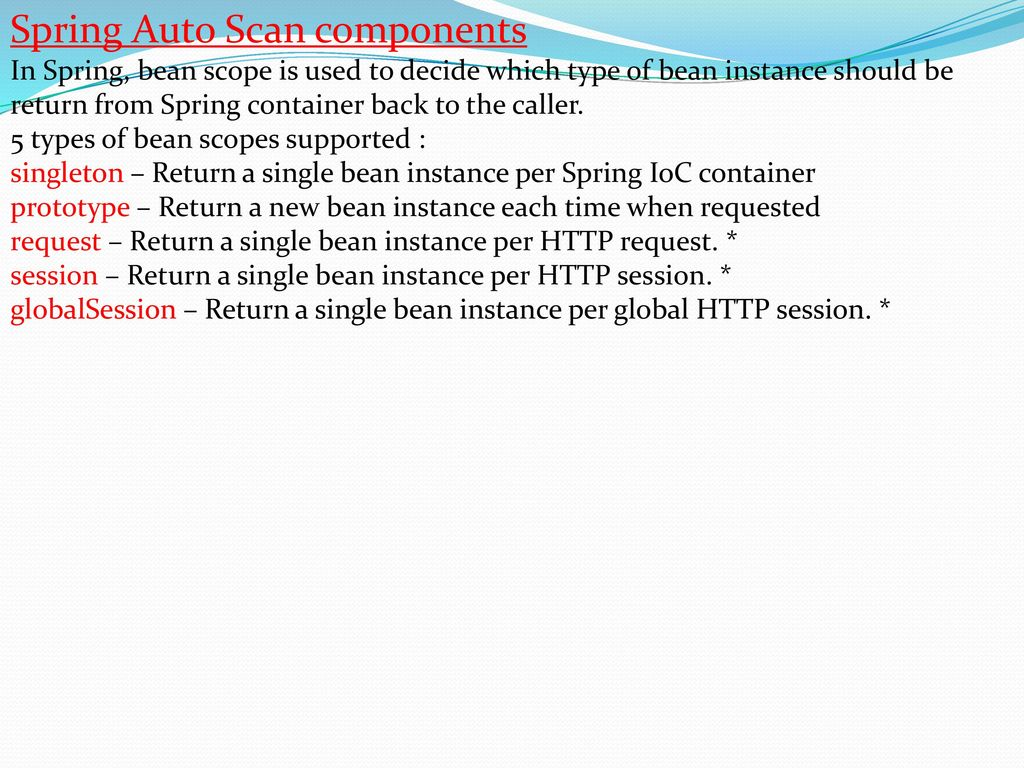 Spring Auto Scan components
In Spring, bean scope is used to decide which type of bean instance should be
return from Spring container back to the caller.
5 types of bean scopes supported :
singleton – Return a single bean instance per Spring IoC container
prototype – Return a new bean instance each time when requested
request – Return a single bean instance per HTTP request. *
session – Return a single bean instance per HTTP session. *
globalSession – Return a single bean instance per global HTTP session. *